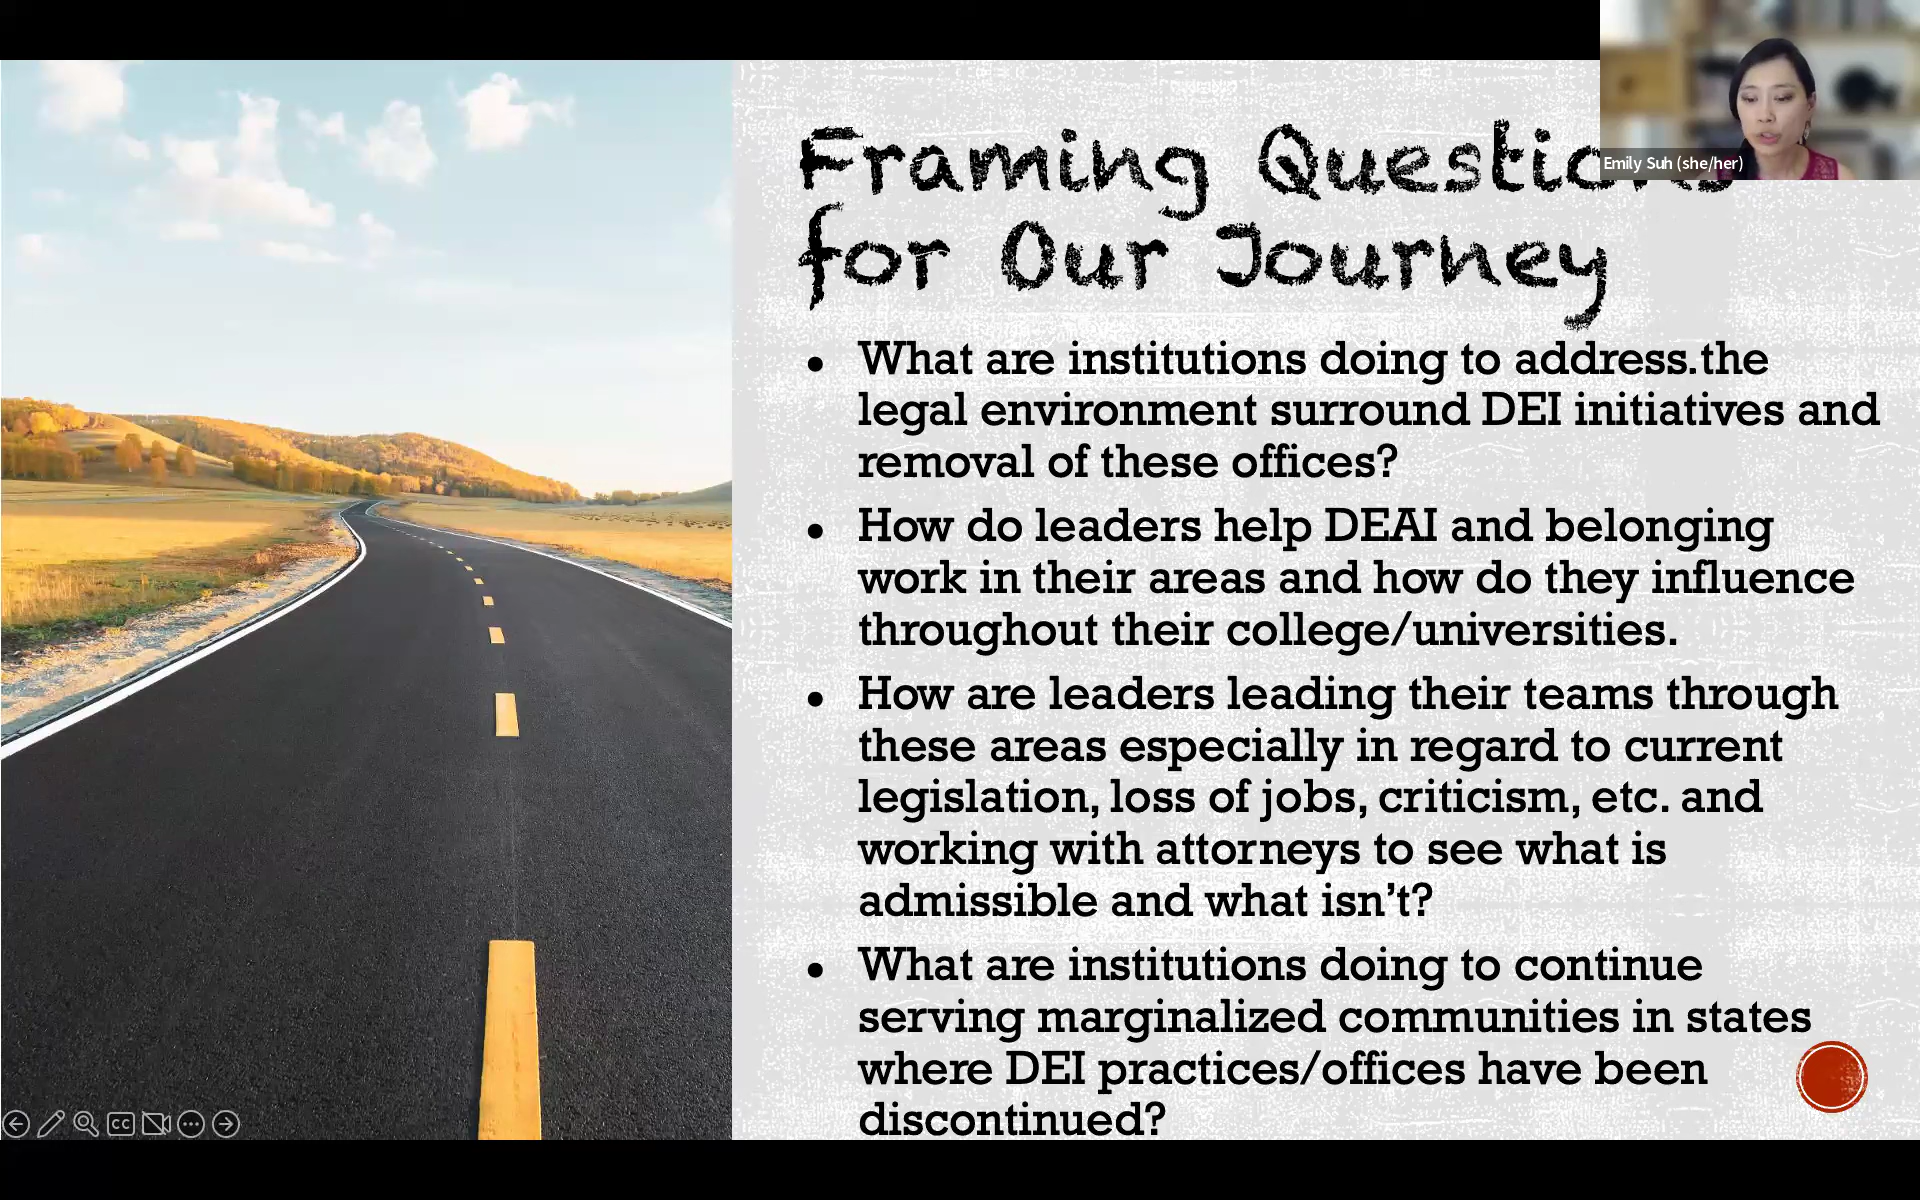 Framing Questions
for Our Journey
Emily Suh (she/her)
• What are institutions doing to address.the
legal environment surround DEI initiatives and
removal of these offices?
• How do leaders help DEAI and belonging
work in their areas and how do they influence
throughout their college/universities.
• How are leaders leading their teams through
these areas especially in regard to current
legislation, loss of jobs, criticism, etc. and
working with attorneys to see what is
admissible and what isn’t?
• What are institutions doing to continue
serving marginalized communities in states
where DEI practices/offices have been
discontinued?
CC